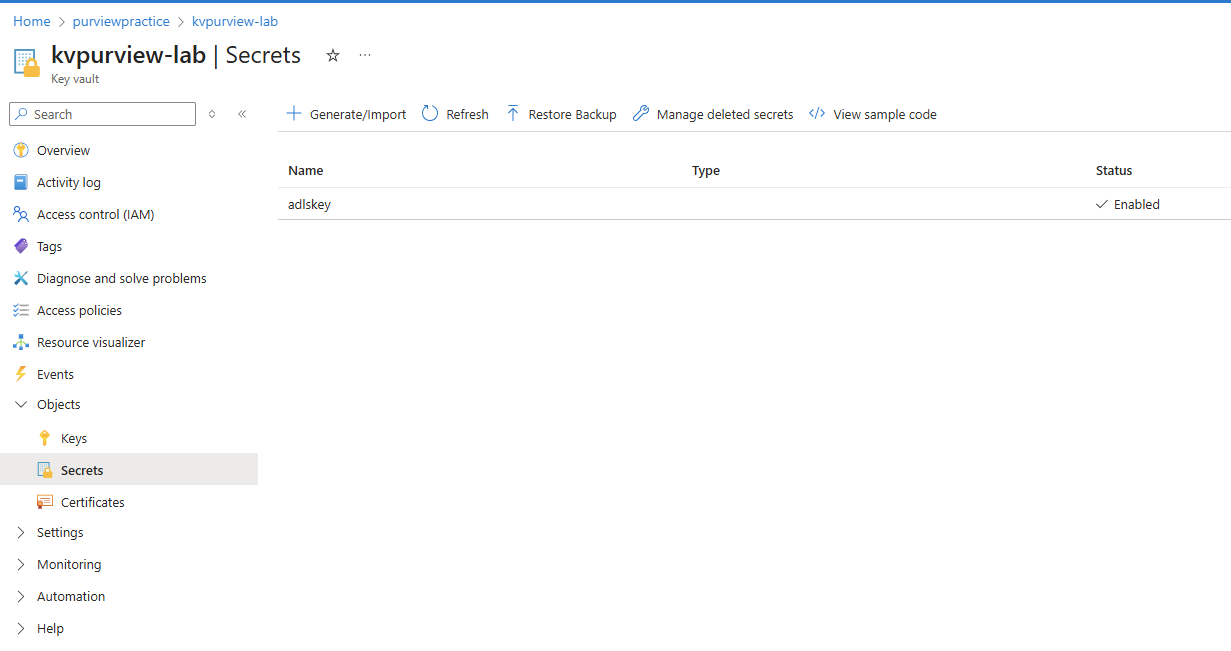 Home > purviewpractice > kvpurview-lab
kvpurview-lab | Secrets
Key vault
Search
Generate/Import Refresh Restore Backup Manage deleted secrets View sample code
Overview
Activity log
Access control (IAM)
Tags
Diagnose and solve problems
Access policies
Resource visualizer
Events
Objects
Keys
Secrets
Certificates
Settings
Monitoring
Automation
Help
Name Type Status
adlskey Enabled